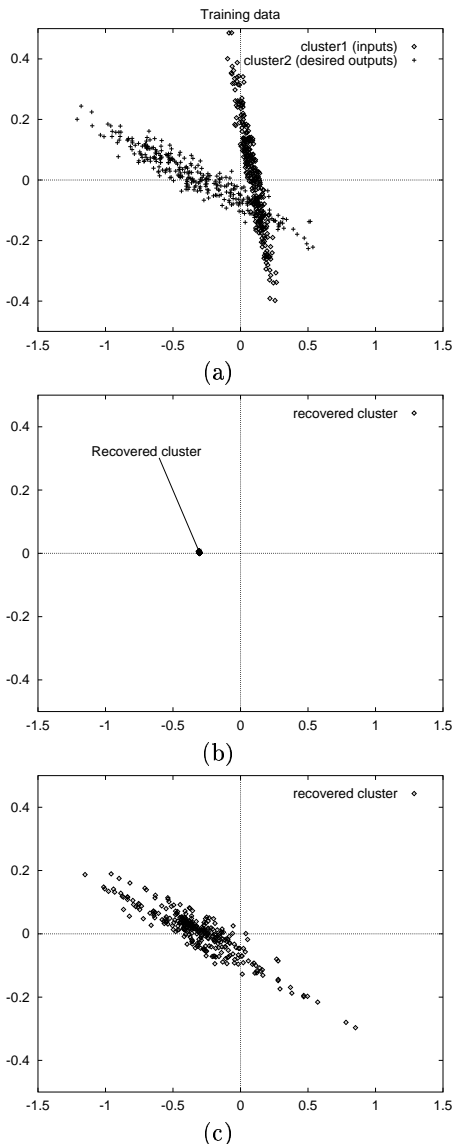 Training data
cluster1 (inputs)
cluster2 (desired outputs)
0.4
0.2
0
-0.2
-0.4
-1.5 -1 -0.5 0 0.5 1 1.5
(a)
recovered cluster
Recovered cluster
0.4
0.2
0
-0.2
-0.4
-1.5 -1 -0.5 0 0.5 1 1.5
(b)
recovered cluster
0.4
0.2
0
-0.2
-0.4
-1.5 -1 -0.5 0 0.5 1 1.5
(c)